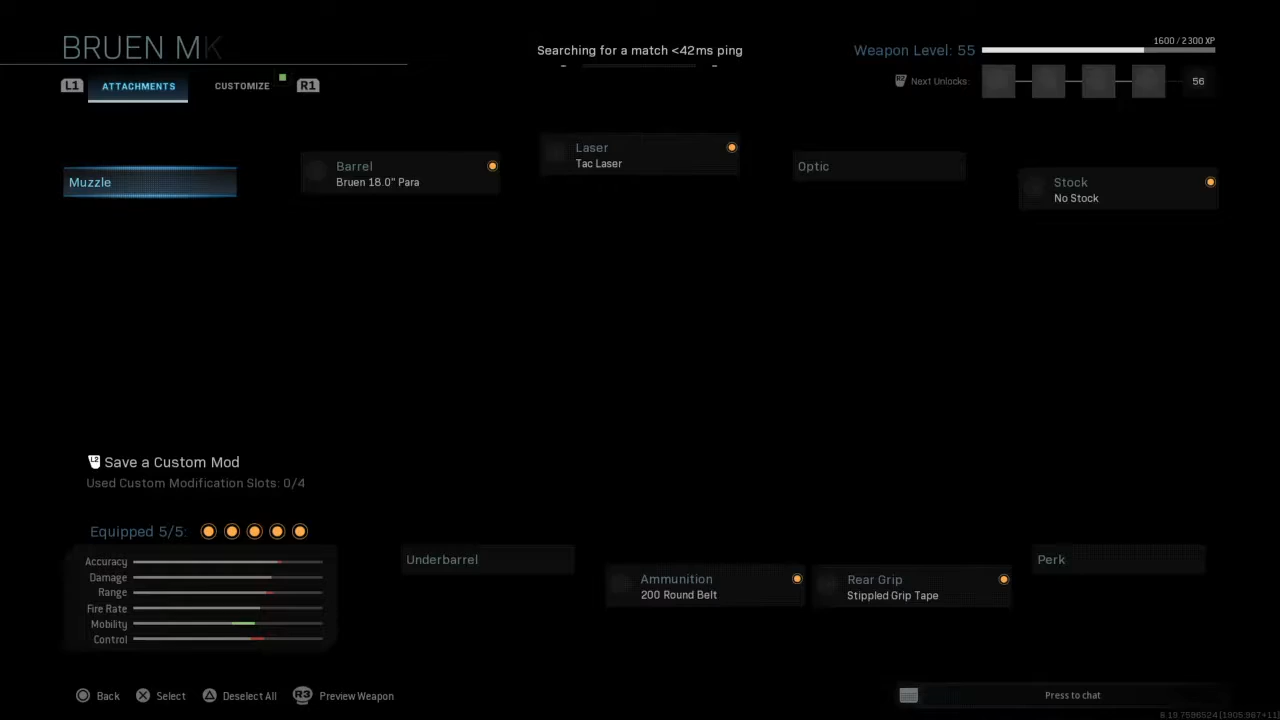 BRUEN MK
Searching for a match <42ms ping
Weapon Level: 55
1600 / 2300 XP
L1
ATTACHMENTS
CUSTOMIZE
R1
R2
Next Unlocks:
56
Muzzle
Barrel
Bruen 18.0" Para
Laser
Tac Laser
Optic
Stock
No Stock
L2
Save a Custom Mod
Used Custom Modification Slots: 0/4
Equipped 5/5:
Accuracy
Damage
Range
Fire Rate
Mobility
Control
Underbarrel
Ammunition
200 Round Belt
Rear Grip
Stippled Grip Tape
Perk
Back
Select
Deselect All
R3
Preview Weapon
Press to chat